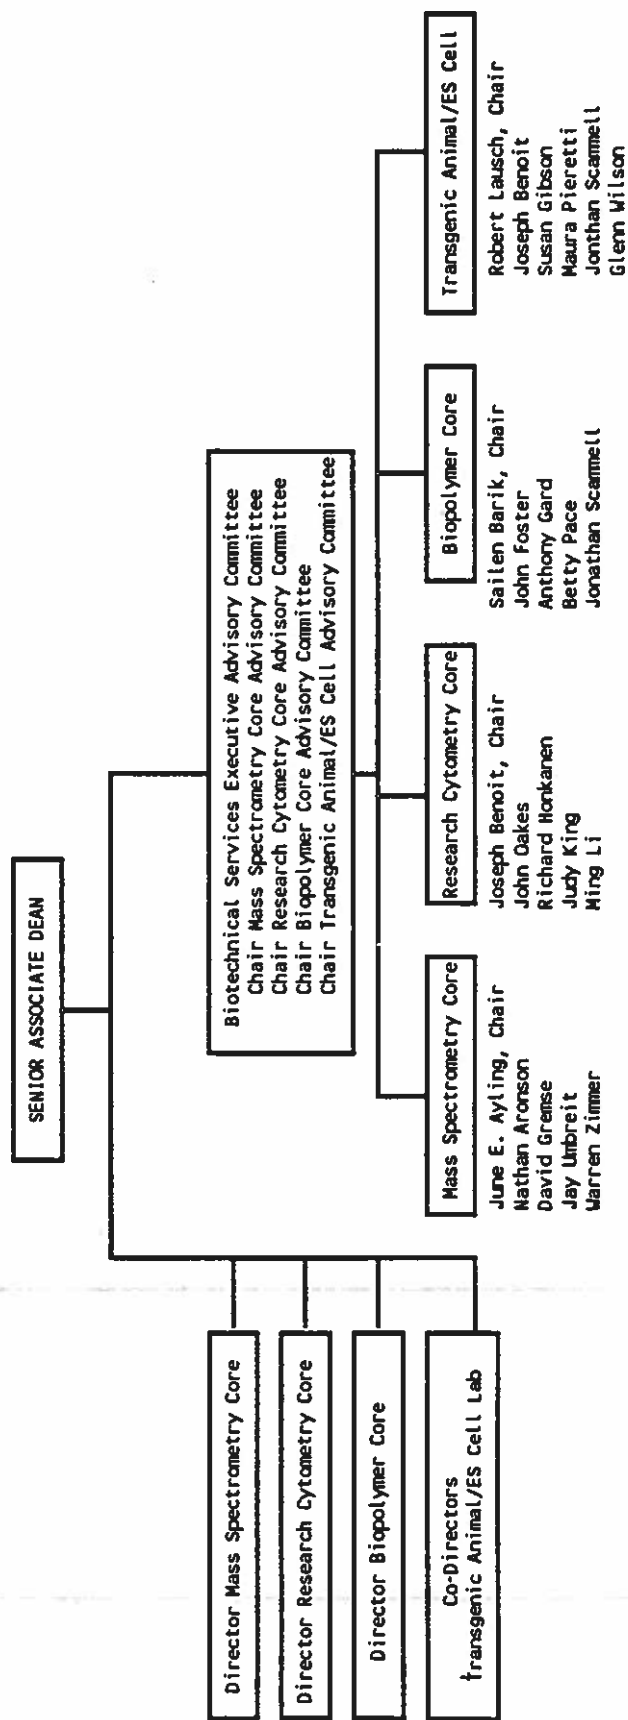 SENIOR ASSOCIATE DEAN
Director Mass Spectrometry Core
Director Research Cytometry Core
Director Biopolymer Core
Co-Directors
Transgenic Animal/ES Cell Lab
Biotechnical Services Executive Advisory Committee
Chair Mass Spectrometry Core Advisory Committee
Chair Research Cytometry Core Advisory Committee
Chair Biopolymer Core Advisory Committee
Chair Transgenic Animal/ES Cell Advisory Committee
Mass Spectrometry Core
June E. Ayling, Chair
Nathan Aronson
David Gremse
Jay Umbreit
Warren Zimmer
Research Cytometry Core
Joseph Benoit, Chair
John Oakes
Richard Honkanen
Judy King
Ming Li
Biopolymer Core
Sailen Barik, Chair
John Foster
Anthony Gard
Betty Pace
Jonathan Scammell
Transgenic Animal/ES Cell
Robert Lausch, Chair
Joseph Benoit
Susan Gibson
Maura Pieretti
Jonthan Scammell
Glenn Wilson